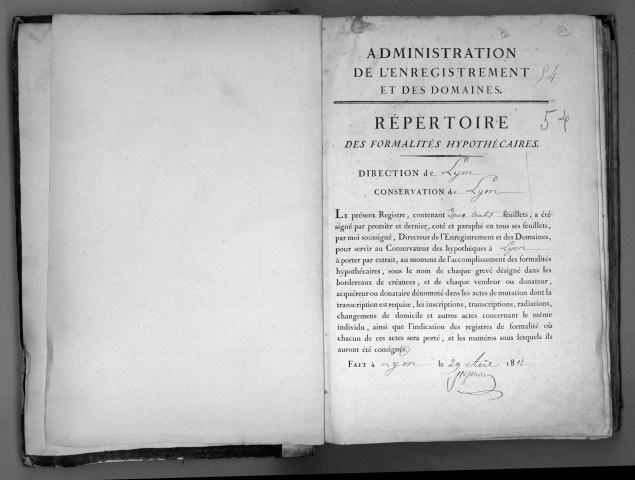 54
ADMINISTRATION
DE L'ENREGISTREMENT
ET DES DOMAINES.
54
RÉPERTOIRE
54
DES FORMALITÉS HYPOTHÉCAIRES.
DIRECTION de Lyon
CONSERVATION de Lyon
LE présent Registre, contenant Deux Cents feuillets, a été
signé par premier et dernier, coté et paraphé en tous ses feuillets,
par moi soussigné, Directeur de l'Enregistrement et des Domaines,
pour servir au Conservateur des hypothèques à Lyon
à porter par extrait, au moment de l'accomplissement des formalités
hypothécaires, sous le nom de chaque grevé désigné dans les
bordereaux de créances, et de chaque vendeur ou donateur,
acquéreur ou donataire dénommé dans les actes de mutation dont la
transcription est requise, les inscriptions, transcriptions, radiations,
changemens de domicile et autres actes concernant le même
individu, ainsi que l'indication des registres de formalité où
chacun de ces actes sera porté, et les numéros sous lesquels ils
auront été consignés.
FAIT à Lyon le 29 Août 18